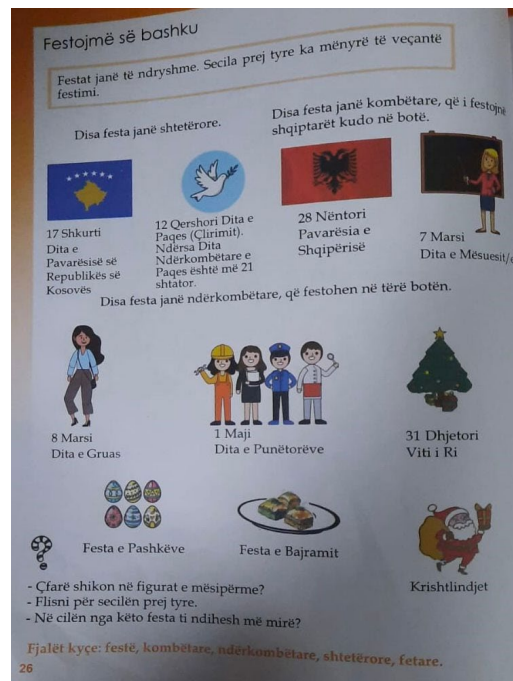 Festojmë së bashku
Festat janë të ndryshme. Secila prej tyre ka mënyrë të veçantë
festimi.
Disa festa janë shtetërore.
Disa festa janë kombëtare, që i festojnë
shqiptarët kudo në botë.
17 Shkurti
Dita e
Pavarësisë së
Republikës së
Kosovës
12 Qershori Dita e
Paqes (Çlirimit).
Ndërsa Dita
Ndërkombëtare e
Paqes është më 21
shtator.
28 Nëntori
Pavarësia e
Shqipërisë
7 Marsi
Dita e Mësuesit/
Disa festa janë ndërkombëtare, që festohen në tërë botën.
8 Marsi
Dita e Gruas
1 Maji
Dita e Punëtorëve
31 Dhjetori
Viti i Ri
Festa e Pashkëve
Festa e Bajramit
Krishtlindjet
?
- Çfarë shikon në figurat e mësipërme?
- Flisni për secilën prej tyre.
- Në cilën nga këto festa ti ndihesh më mirë?
Fjalët kyçe: festë, kombëtare, ndërkombëtare, shtetërore, fetare.
26